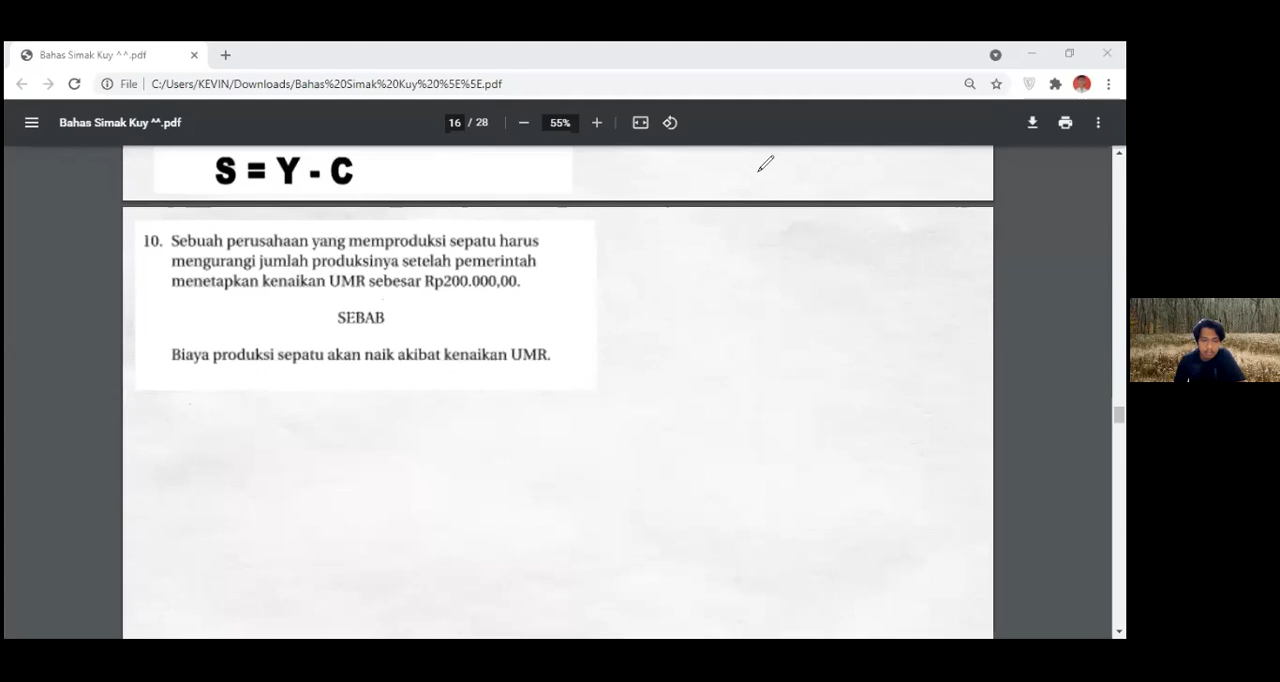 Bahas Simak Kuy ^^.pdf
File
C:/Users/KEVIN/Downloads/Bahas%20Simak%20Kuy%20%5E%5E.pdf
Bahas Simak Kuy ^^.pdf
16 / 28
55%
S = Y - C
10. Sebuah perusahaan yang memproduksi sepatu harus
mengurangi jumlah produksinya setelah pemerintah
menetapkan kenaikan UMR sebesar Rp200.000,00.
SEBAB
Biaya produksi sepatu akan naik akibat kenaikan UMR.